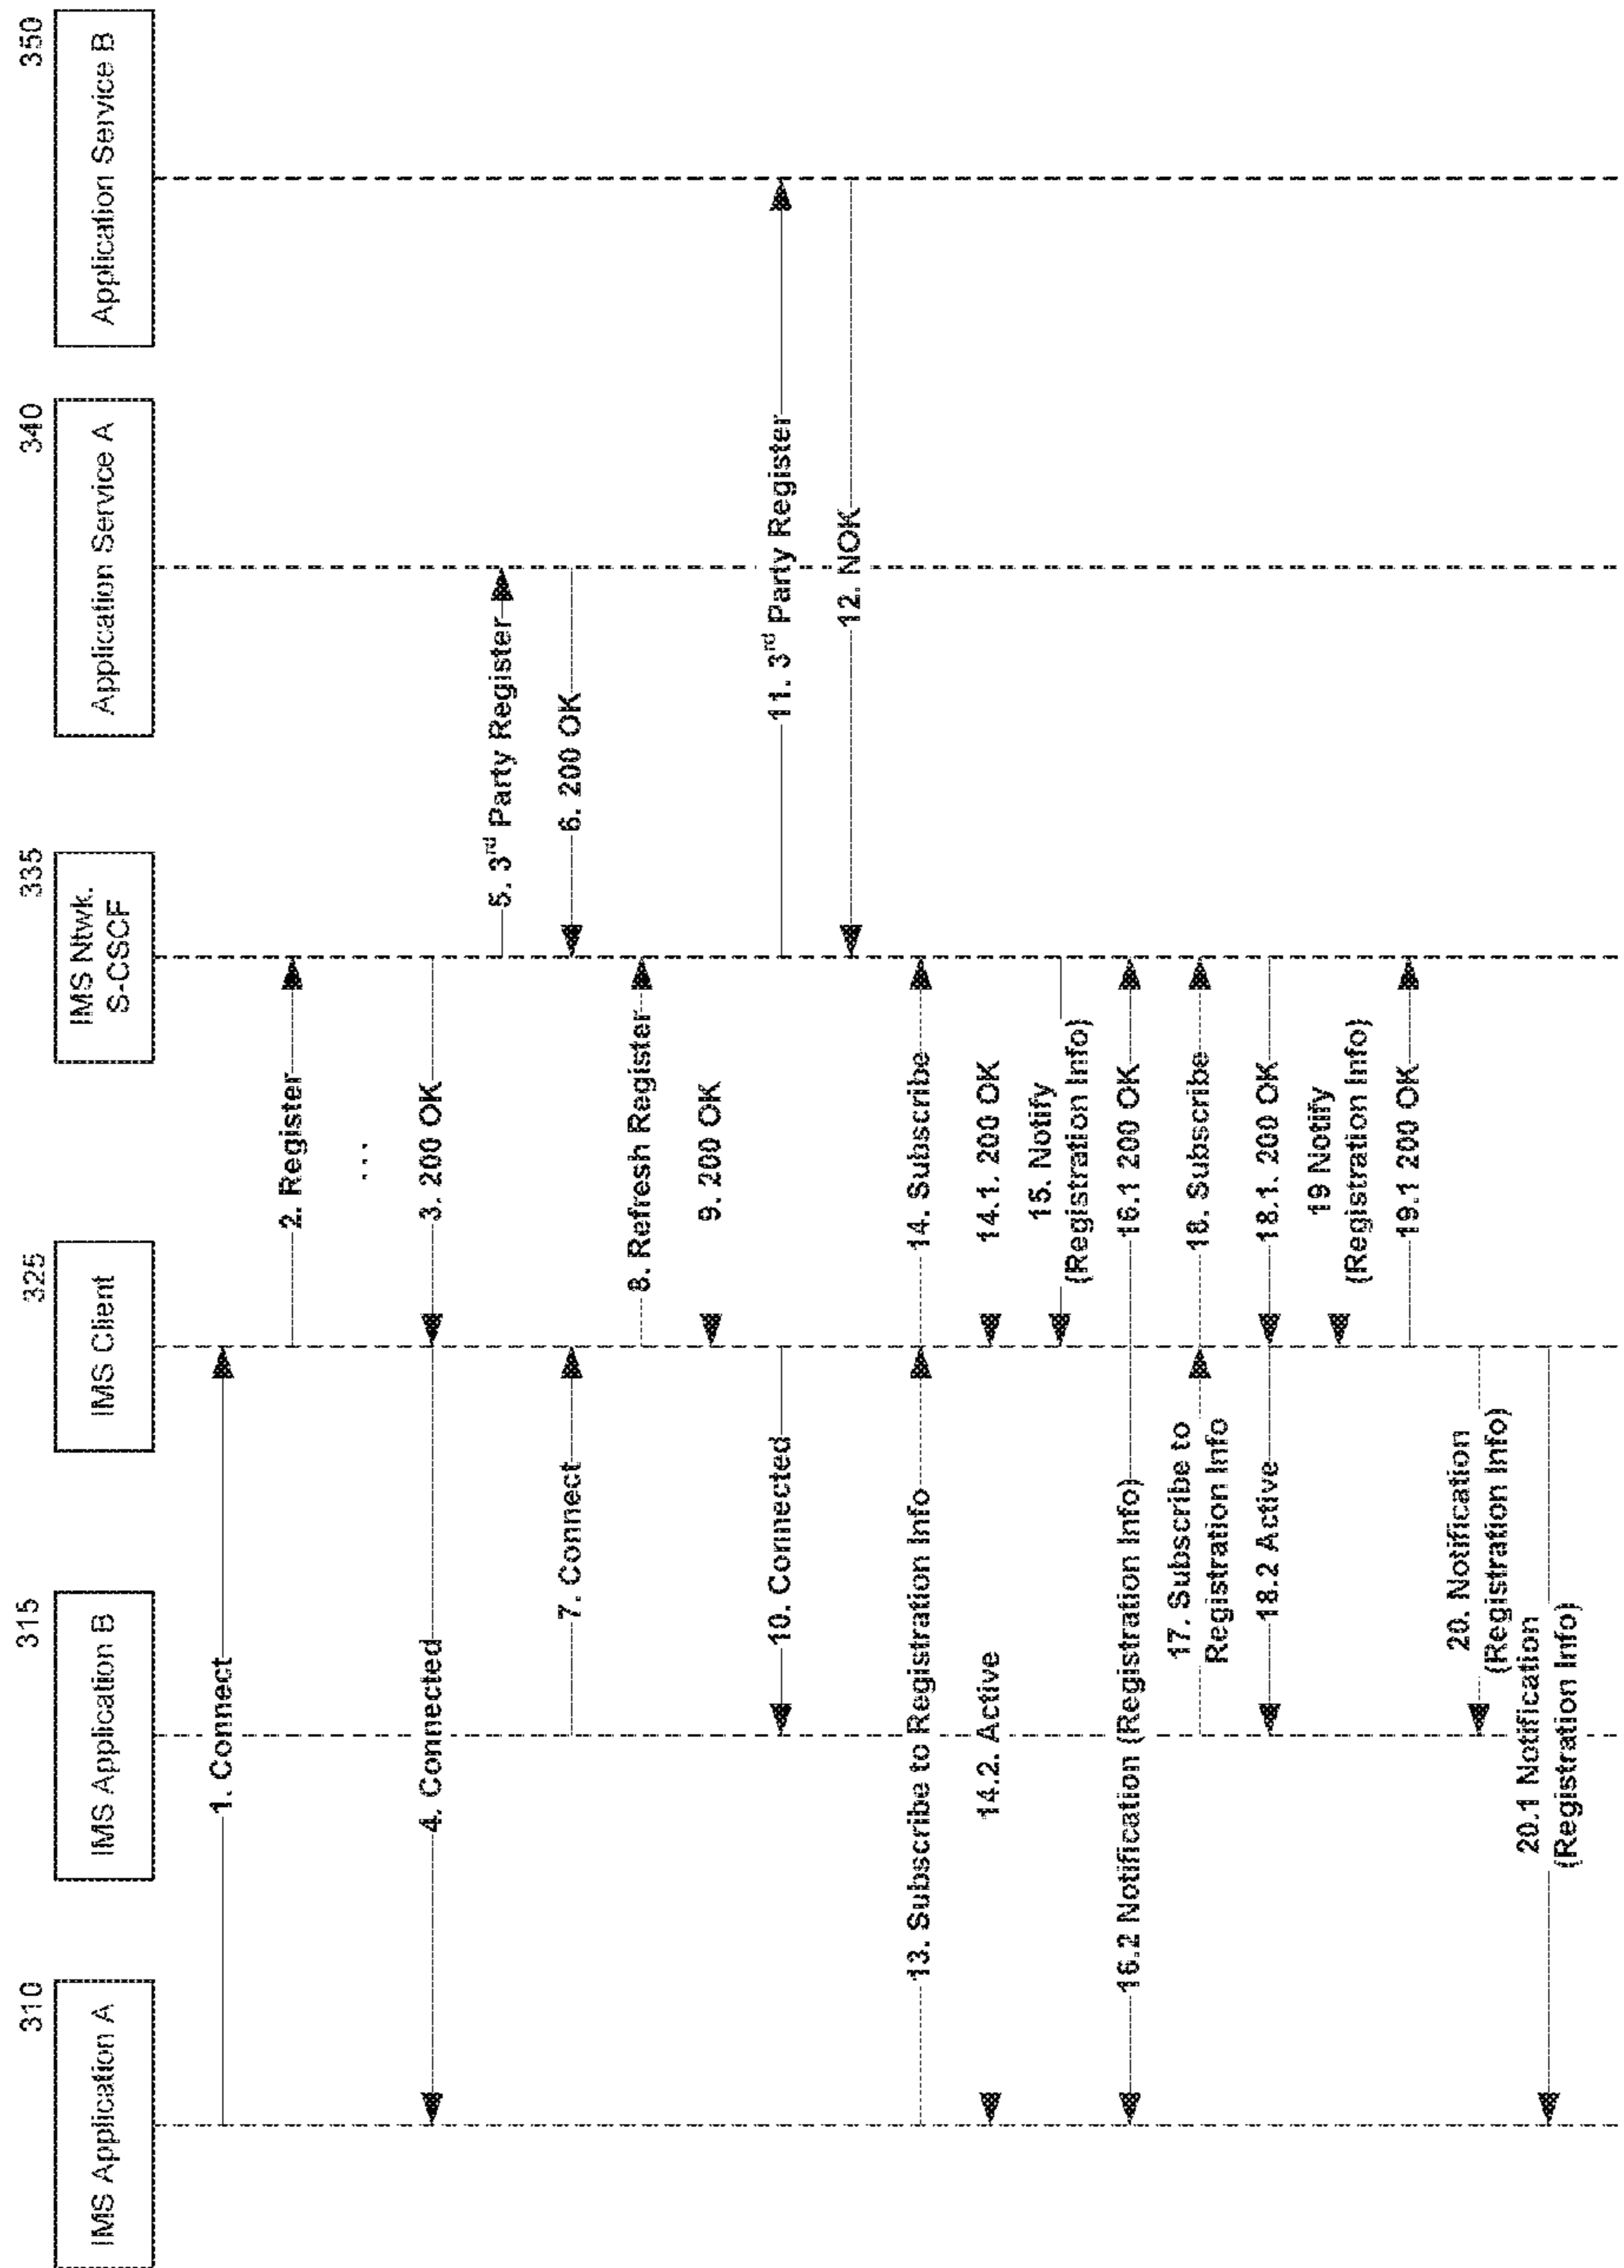 310
IMS Application A
315
IMS Application B
325
IMS Client
335
IMS Ntwk.
S-CSCF
340
Application Service A
350
Application Service B
1. Connect
2. Register
...
3. 200 OK
4. Connected
5. 3rd Party Register
6. 200 OK
7. Connect
8. Refresh Register
9. 200 OK
10. Connected
11. 3rd Party Register
12. NOK
13. Subscribe to Registration Info
14. Subscribe
14.1. 200 OK
14.2. Active
15. Notify
(Registration Info)
16.1 200 OK
16.2 Notification (Registration Info)
17. Subscribe to
Registration Info
18. Subscribe
18.1. 200 OK
18.2 Active
19 Notify
(Registration Info)
19.1 200 OK
20. Notification
(Registration Info)
20.1 Notification
(Registration Info)